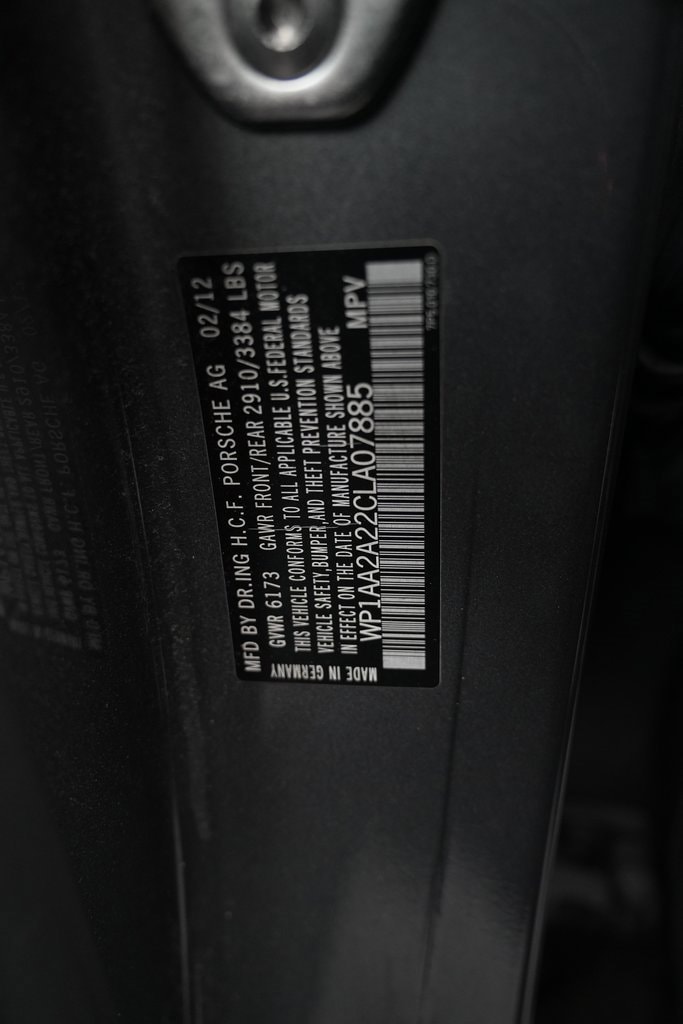 MFD BY DR.ING H.C.F. PORSCHE AG 02/12
GVWR 6173 GAWR FRONT/REAR 2910/3384 LBS
THIS VEHICLE CONFORMS TO ALL APPLICABLE U.S.FEDERAL MOTOR
VEHICLE SAFETY,BUMPER,AND THEFT PREVENTION STANDARDS
IN EFFECT ON THE DATE OF MANUFACTURE SHOWN ABOVE
WP1AA2A22CLA07885 MPV
MADE IN GERMANY